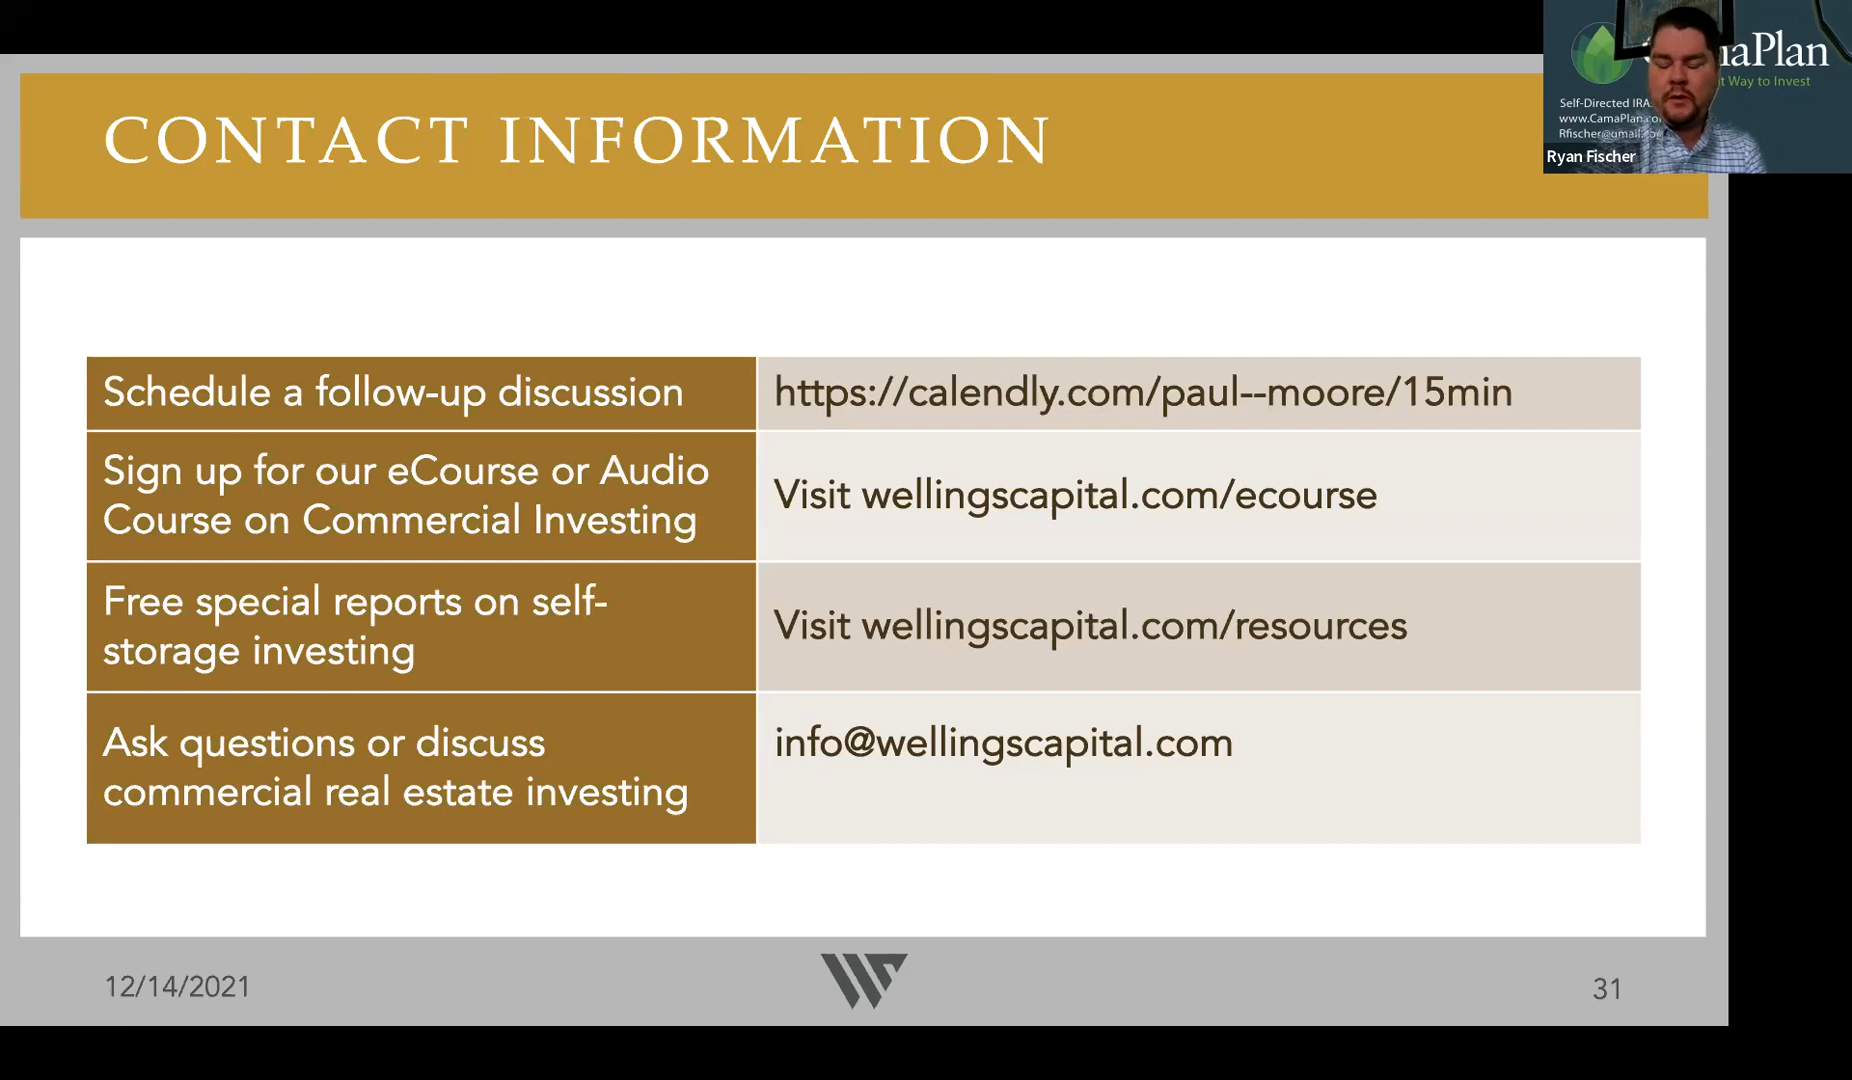 CONTACT INFORMATION
maPlan
t Way to Invest
Self-Directed IRA
www.CamaPlan.co
Rfischer@gmail.co
Ryan Fischer
Schedule a follow-up discussion
https://calendly.com/paul--moore/15min
Sign up for our eCourse or Audio
Course on Commercial Investing
Visit wellingscapital.com/ecourse
Free special reports on self-
storage investing
Visit wellingscapital.com/resources
Ask questions or discuss
commercial real estate investing
info@wellingscapital.com
12/14/2021
31